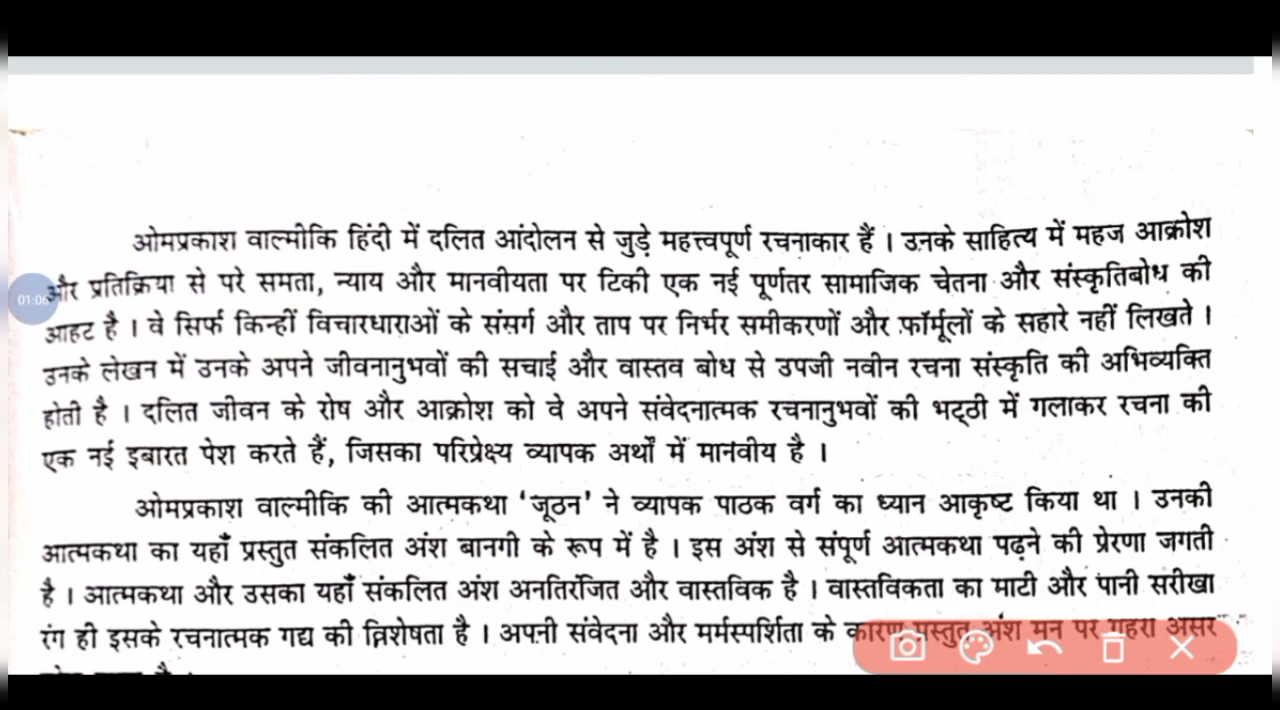 ओमप्रकाश वाल्मीकि हिंदी में दलित आंदोलन से जुड़े महत्त्वपूर्ण रचनाकार हैं । उनके साहित्य में महज आक्रोश
01:06
और प्रतिक्रिया से परे समता, न्याय और मानवीयता पर टिकी एक नई पूर्णतर सामाजिक चेतना और संस्कृतिबोध की
आहट है । वे सिर्फ किन्हीं विचारधाराओं के संसर्ग और ताप पर निर्भर समीकरणों और फॉर्मूलों के सहारे नहीं लिखते ।
उनके लेखन में उनके अपने जीवनानुभवों की सचाई और वास्तव बोध से उपजी नवीन रचना संस्कृति की अभिव्यक्ति
होती है । दलित जीवन के रोष और आक्रोश को वे अपने संवेदनात्मक रचनानुभवों की भट्ठी में गलाकर रचना की
एक नई इबारत पेश करते हैं, जिसका परिप्रेक्ष्य व्यापक अर्थों में मानवीय है ।
ओमप्रकाश वाल्मीकि की आत्मकथा 'जूठन' ने व्यापक पाठक वर्ग का ध्यान आकृष्ट किया था । उनकी
आत्मकथा का यहाँ प्रस्तुत संकलित अंश बानगी के रूप में है । इस अंश से संपूर्ण आत्मकथा पढ़ने की प्रेरणा जगती
है । आत्मकथा और उसका यहाँ संकलित अंश अनतिरंजित और वास्तविक है । वास्तविकता का माटी और पानी सरीखा
रंग ही इसके रचनात्मक गद्य की विशेषता है । अपनी संवेदना और मर्मस्पर्शिता के कारण प्रस्तुत अंश मन पर गहरा असर